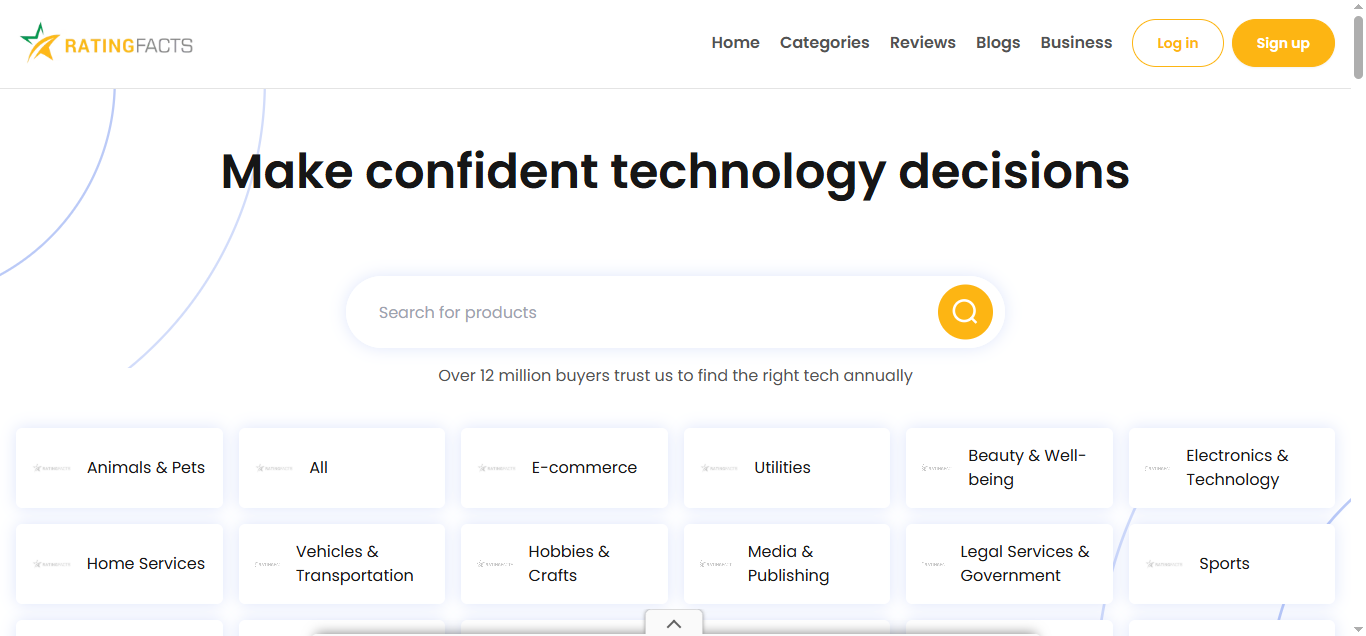 RATINGFACTS
Home Categories Reviews Blogs Business Log in Sign up
Make confident technology decisions
Search for products
Over 12 million buyers trust us to find the right tech annually
Animals & Pets
All
E-commerce
Utilities
Beauty & Well-
being
Electronics &
Technology
Home Services
Vehicles &
Transportation
Hobbies &
Crafts
Media &
Publishing
Legal Services &
Government
Sports